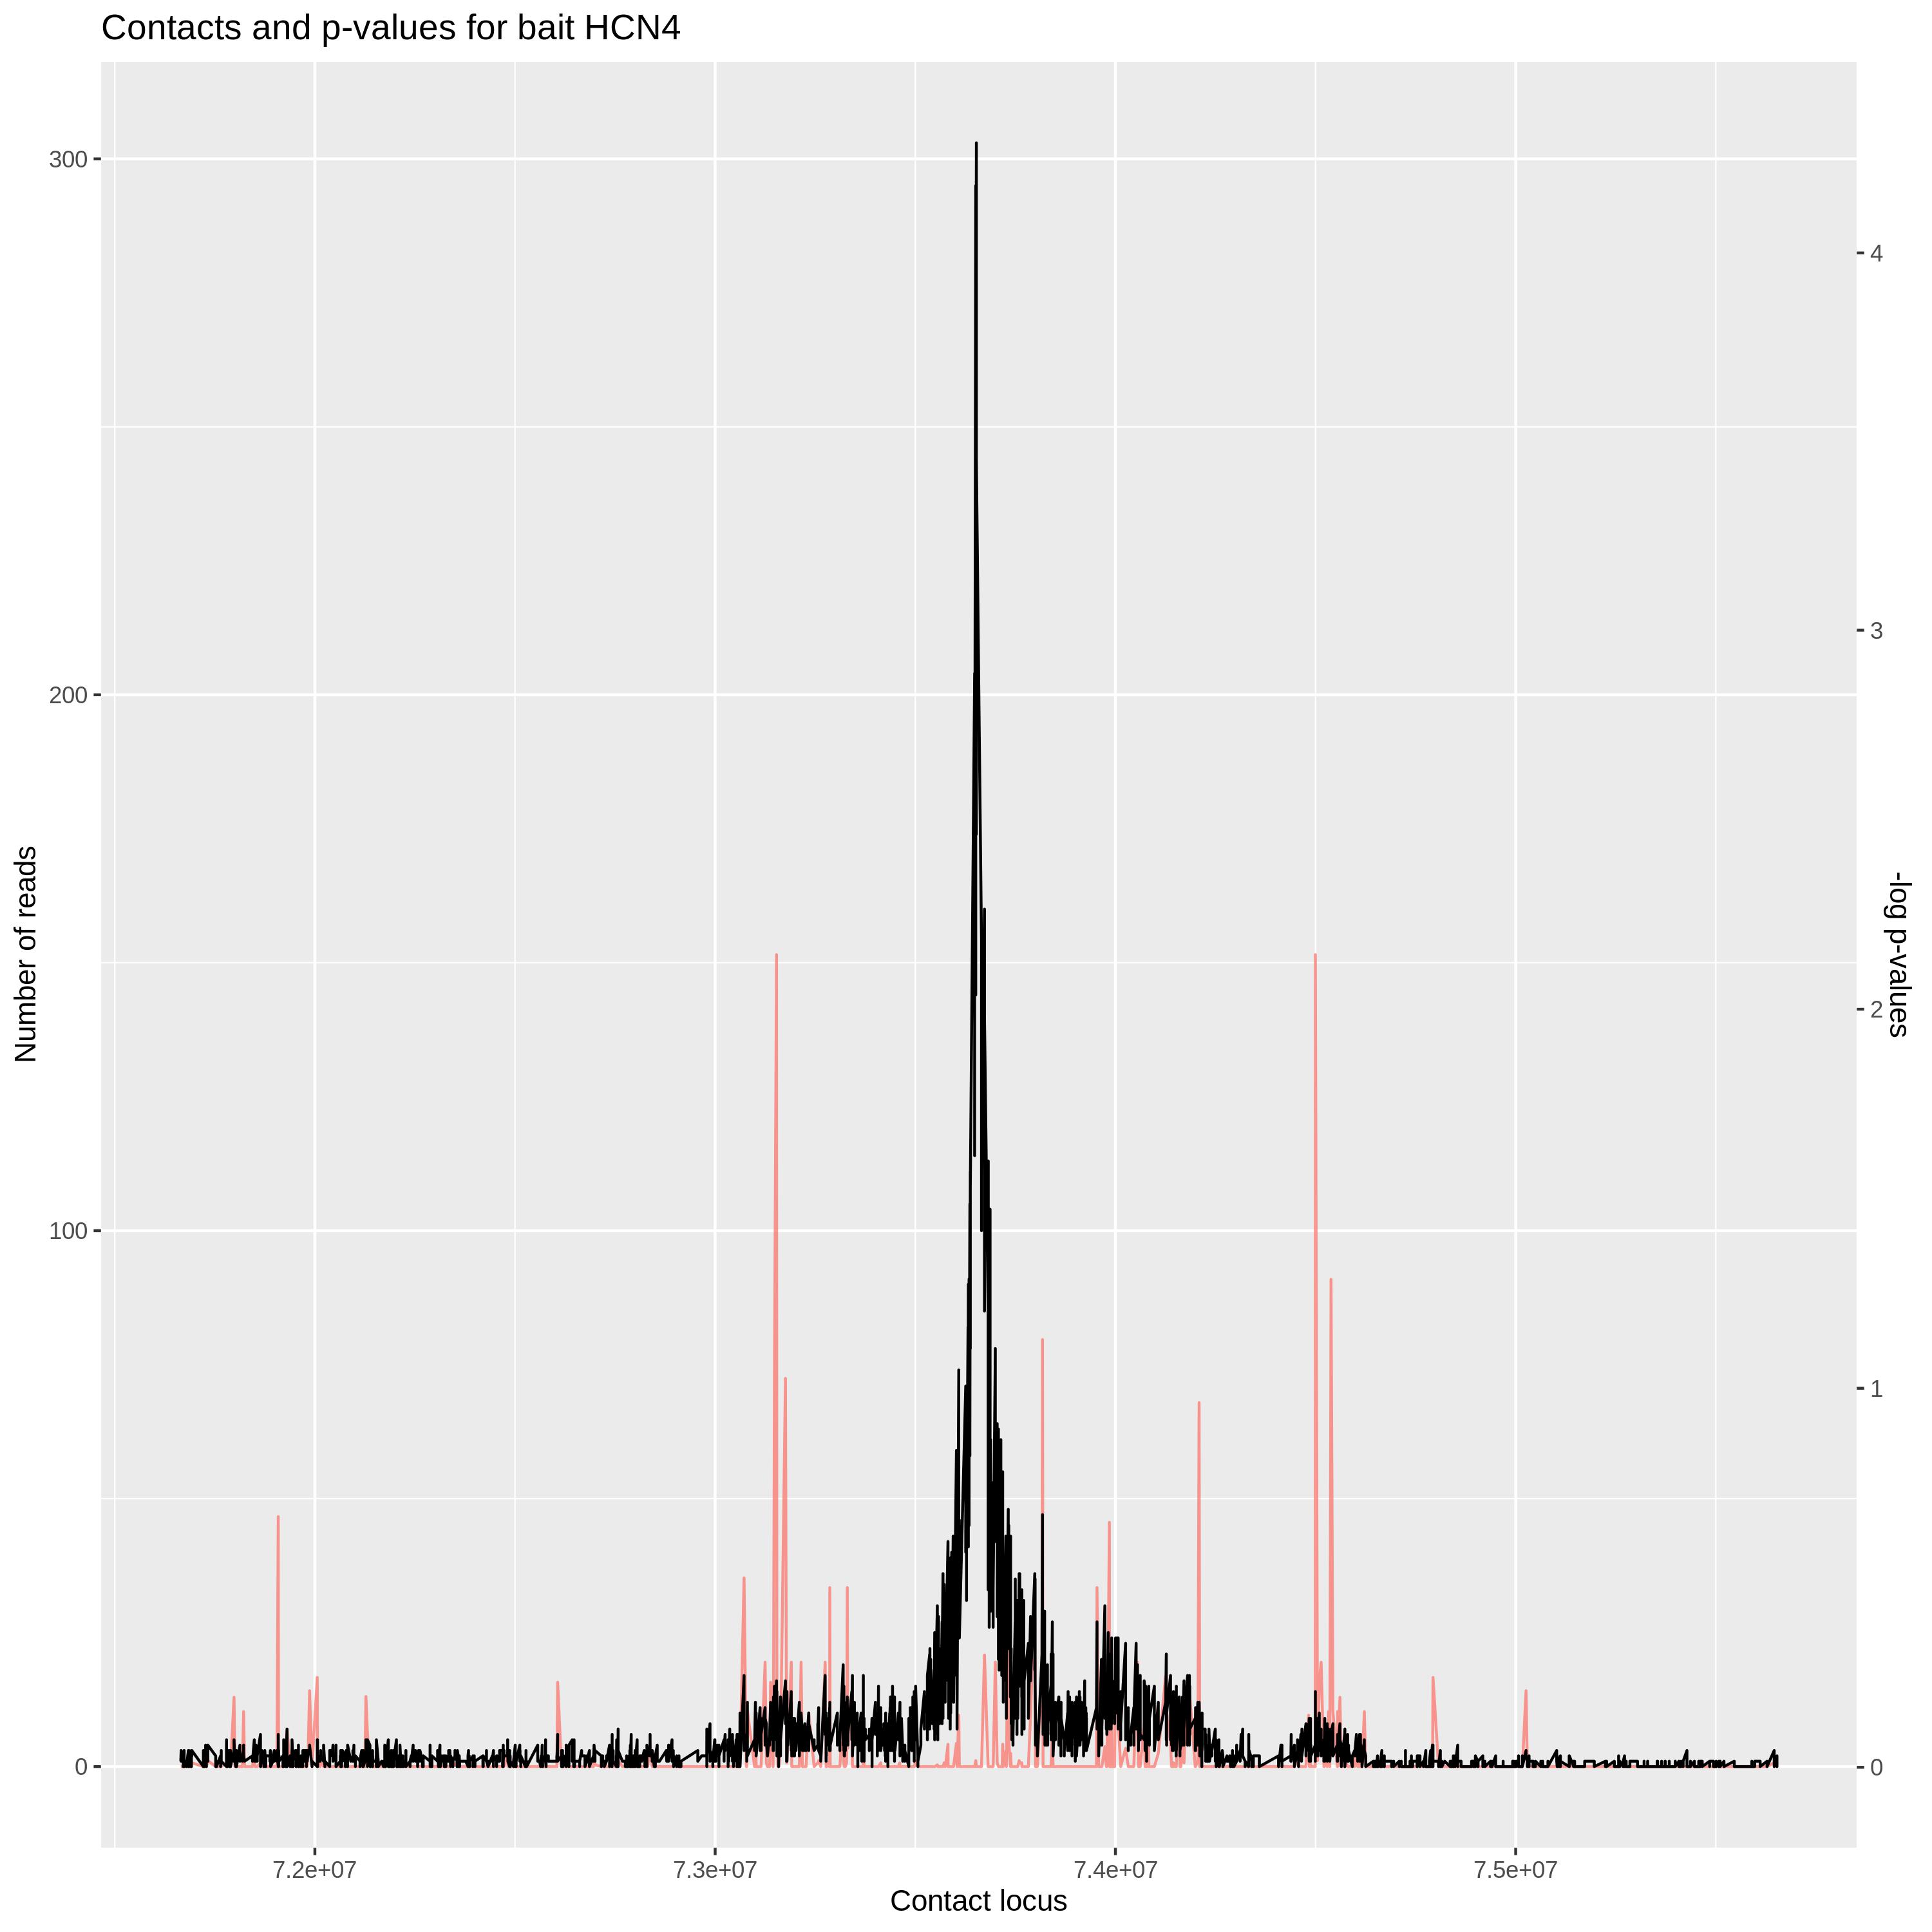 Contacts and p-values for bait HCN4
300
200
100
0
Number of reads
4
3
2
1
0
-log p-values
7.2e+07
7.3e+07
7.4e+07
7.5e+07
Contact locus